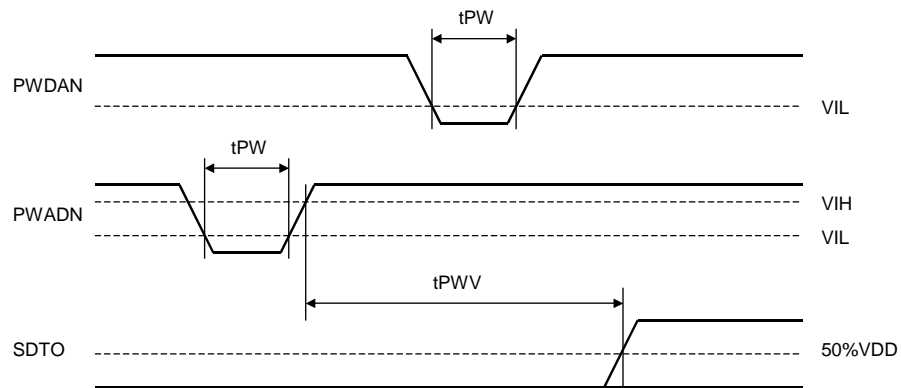 tPW
PWDAN
VIL
tPW
PWADN
VIH
VIL
tPWV
SDTO
50%VDD